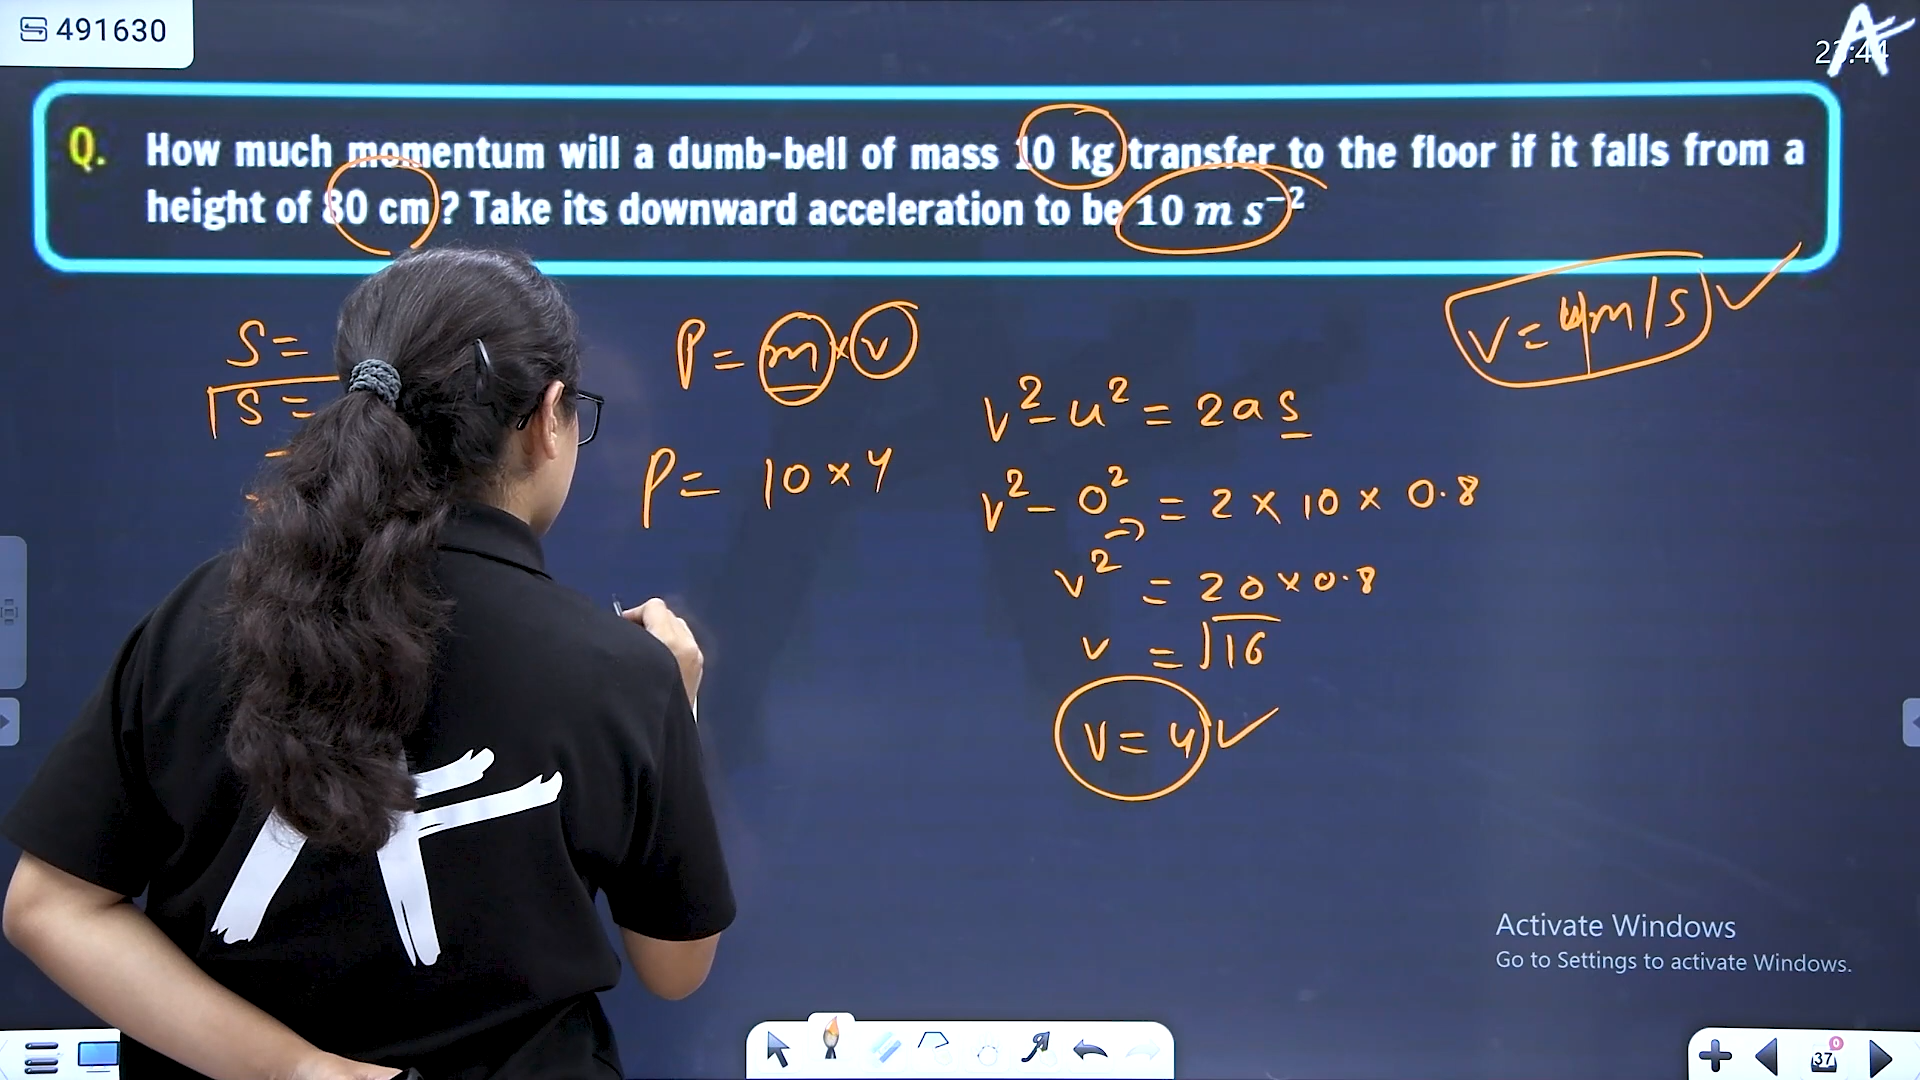 491630
23:44
Q. How much momentum will a dumb-bell of mass 10 kg transfer to the floor if it falls from a
height of 80 cm? Take its downward acceleration to be 10 m s⁻²
S =
S =
P = m × v
P = 10 × 4
v² - u² = 2as
v² - 0² = 2 × 10 × 0.8
v² = 20 × 0.8
v = √16
v = 4 ✓
v = 4m/s ✓
Activate Windows
Go to Settings to activate Windows.
37
0